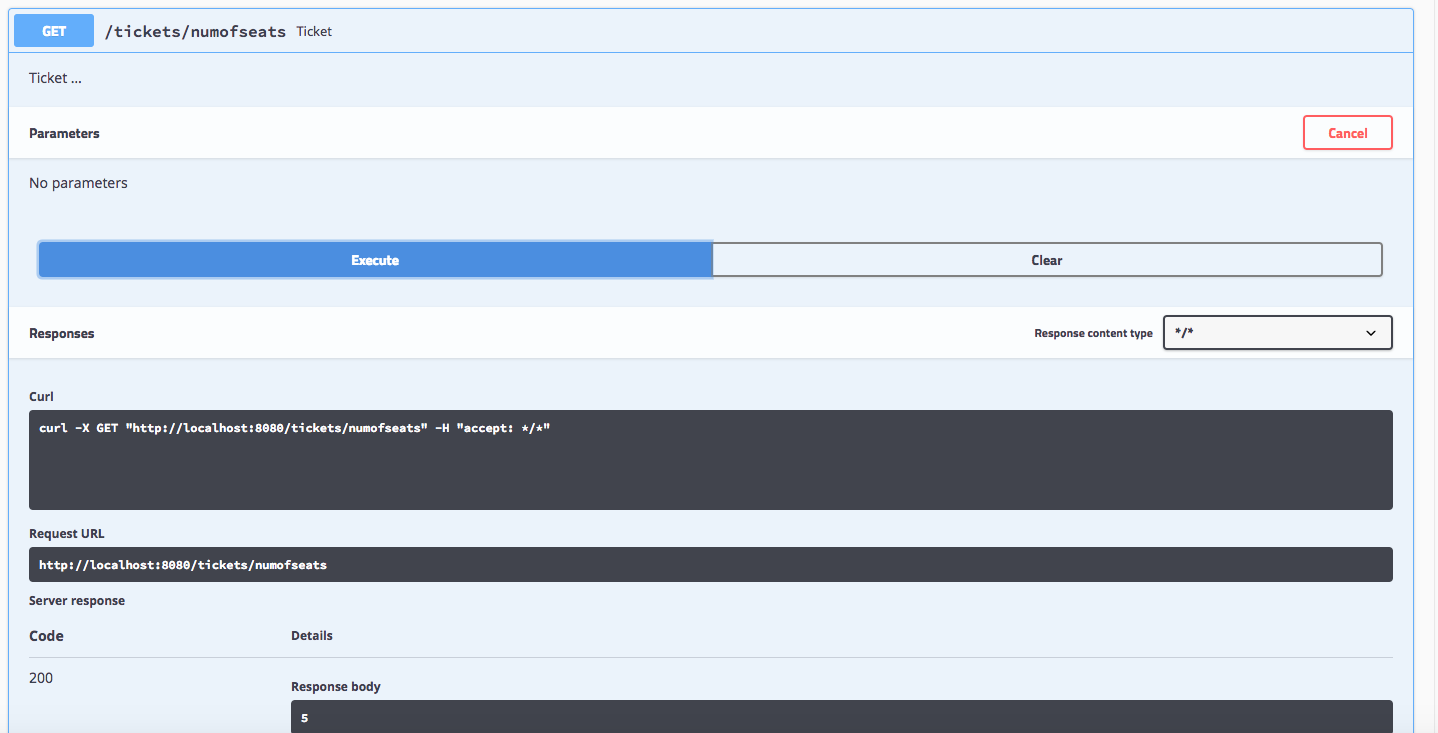 GET /tickets/numofseats Ticket
Ticket ...
Parameters Cancel
No parameters
Execute Clear
Responses Response content type */*
Curl
curl -X GET "http://localhost:8080/tickets/numofseats" -H "accept: */*"
Request URL
http://localhost:8080/tickets/numofseats
Server response
Code Details
200
Response body
5